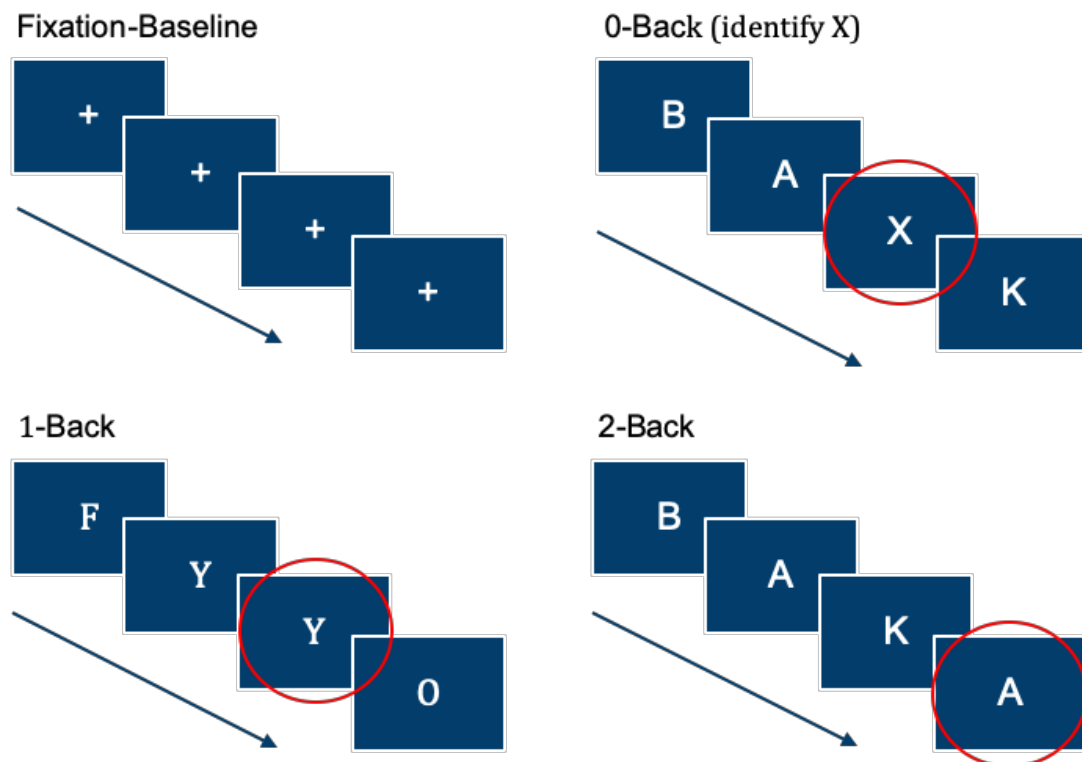 Fixation-Baseline
+
+
+
+
0-Back (identify X)
B
A
X
K
1-Back
F
Y
Y
O
2-Back
B
A
K
A